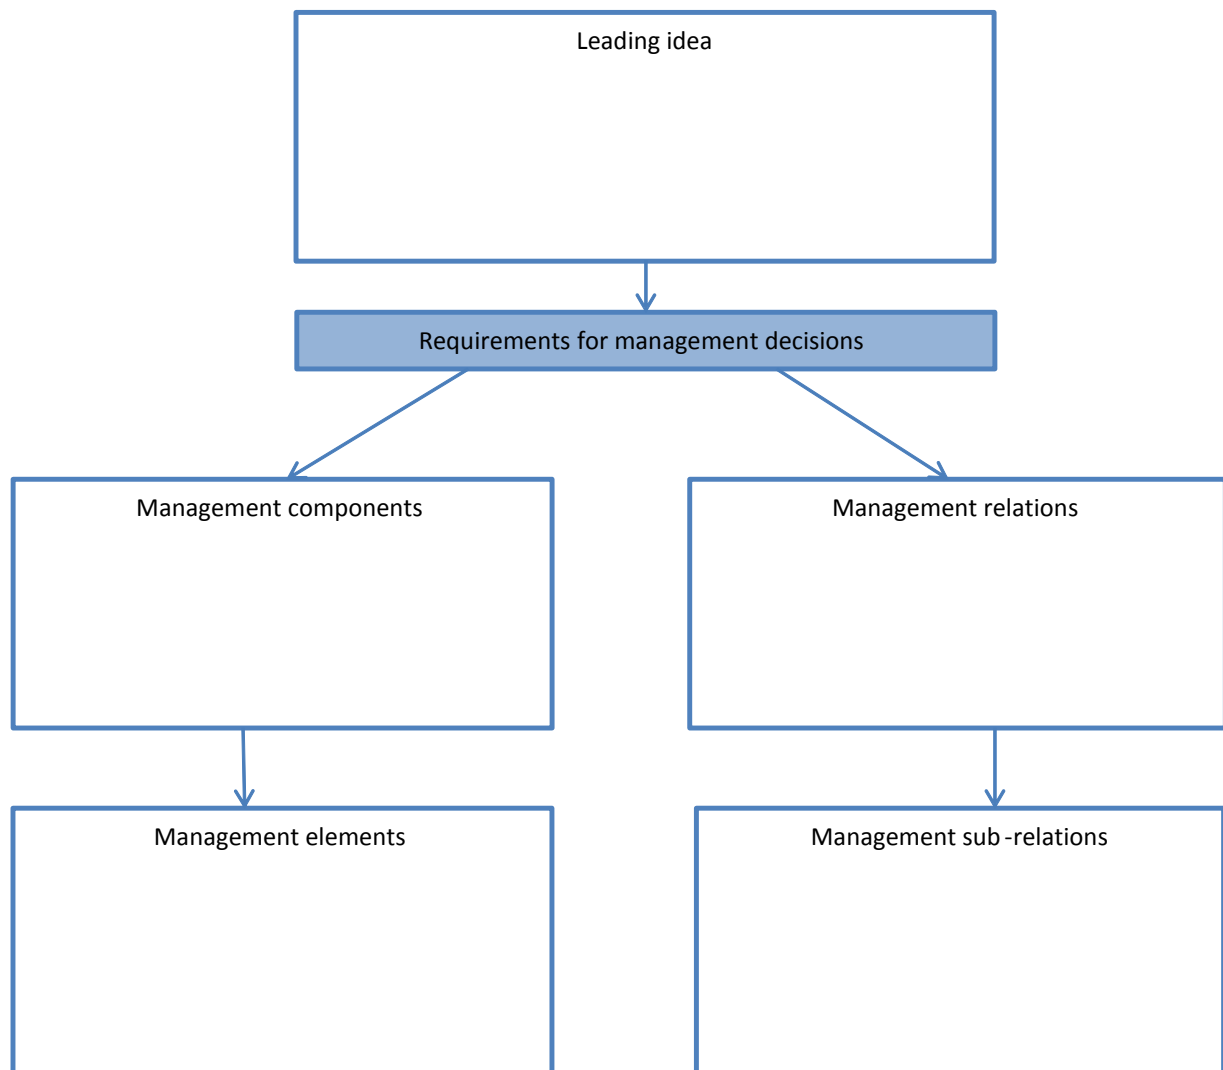 Leading idea
Requirements for management decisions
Management components
Management relations
Management elements
Management sub-relations